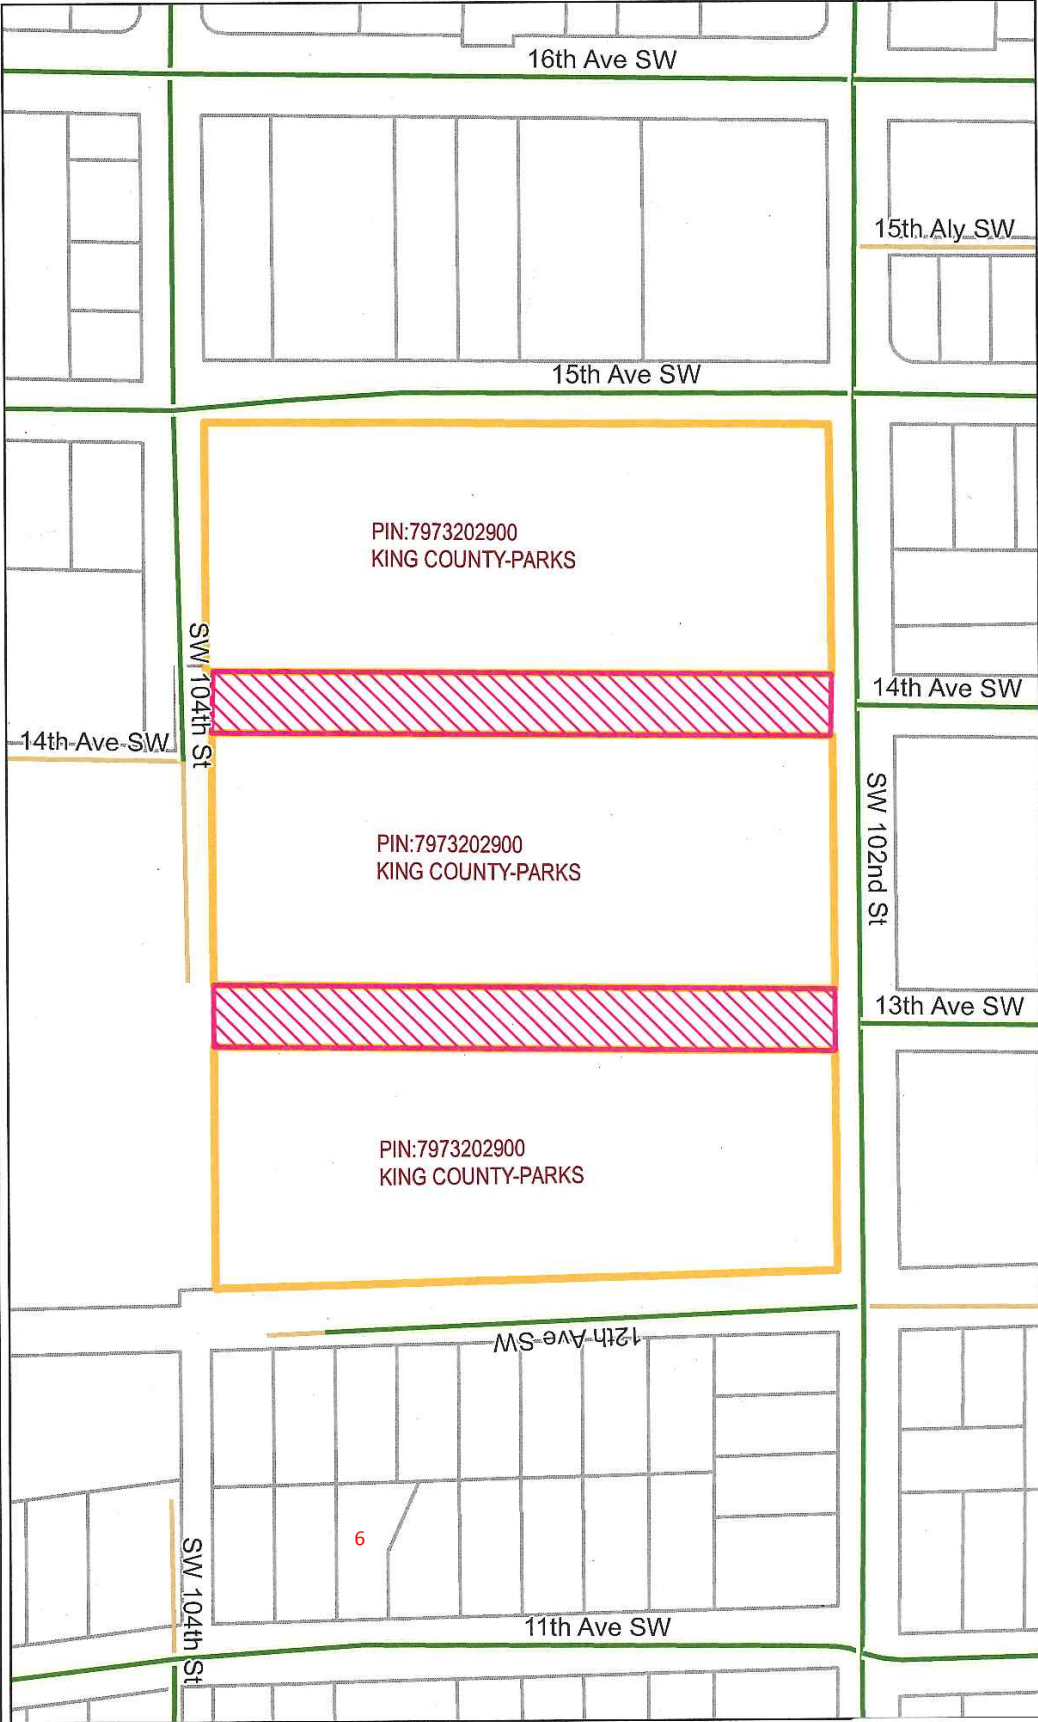 16th Ave SW
15th Aly SW
15th Ave SW
PIN:7973202900
KING COUNTY-PARKS
SW 104th St
14th Ave SW
14th Ave SW
PIN:7973202900
KING COUNTY-PARKS
SW 102nd St
13th Ave SW
PIN:7973202900
KING COUNTY-PARKS
12th Ave SW
6
SW 104th St
11th Ave SW